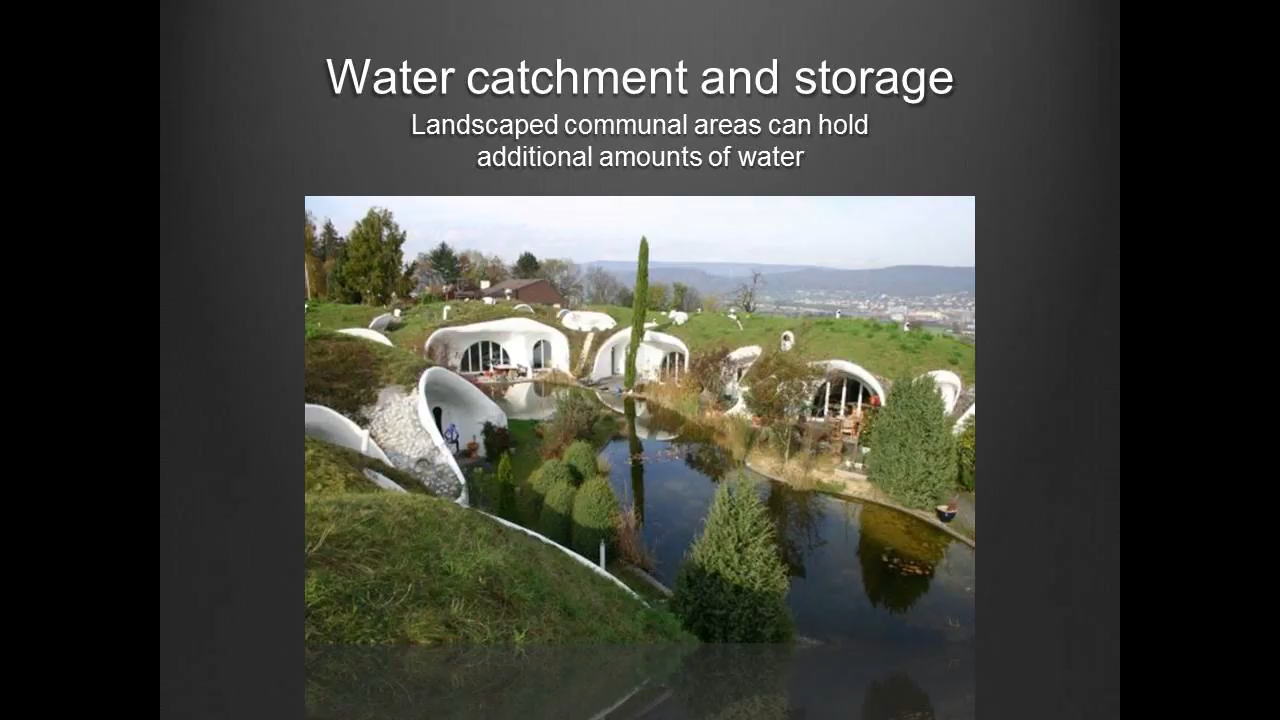 Water catchment and storage
Landscaped communal areas can hold
additional amounts of water